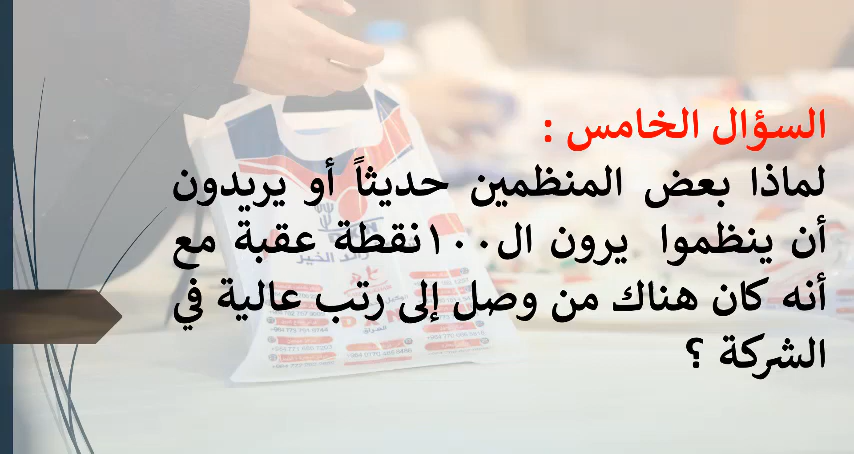 السؤال الخامس :
لماذا بعض المنظمين حديثاً أو يريدون
أن ينظموا يرون ال١٠٠نقطة عقبة مع
أنه كان هناك من وصل إلى رتب عالية في
الشركة ؟